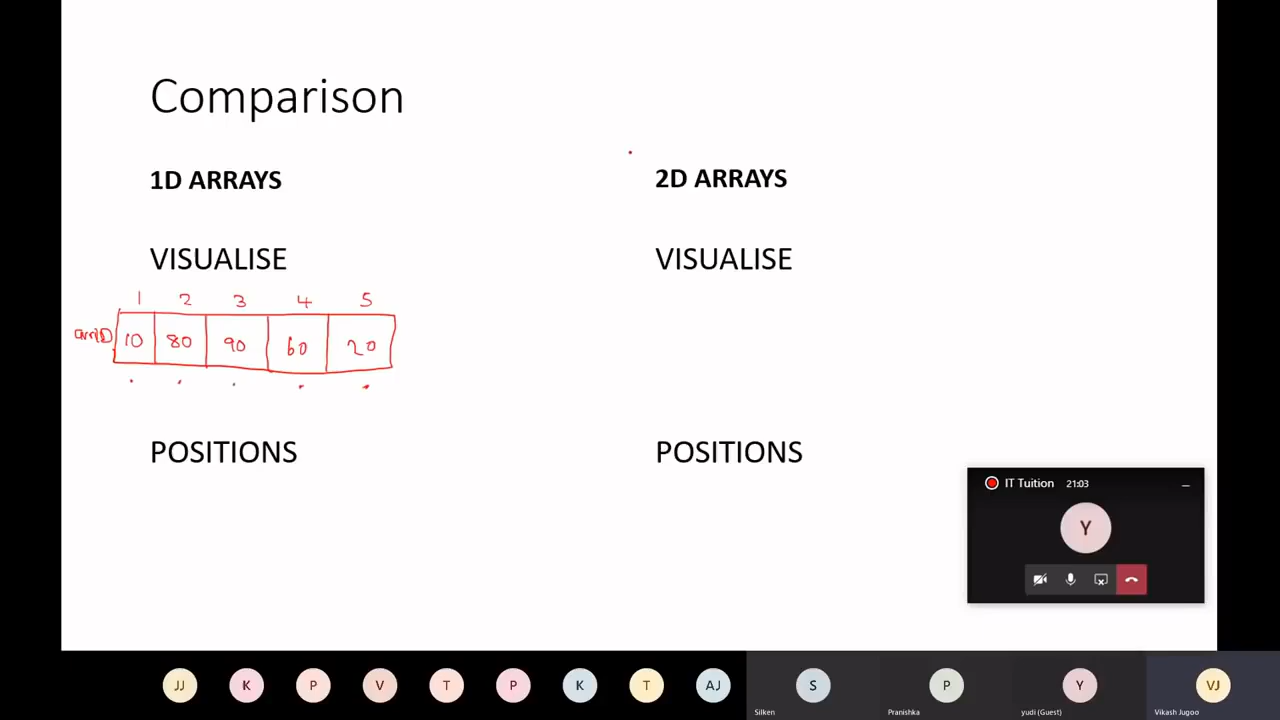 Comparison
1D ARRAYS
2D ARRAYS
VISUALISE
VISUALISE
1 2 3 4 5
arr1D 10 80 90 60 20
POSITIONS
POSITIONS
IT Tuition 21:03
Y
JJ K P V T P K T AJ S P Y VJ
Silken Pranishka yudi (Guest) Vikash Jugoo